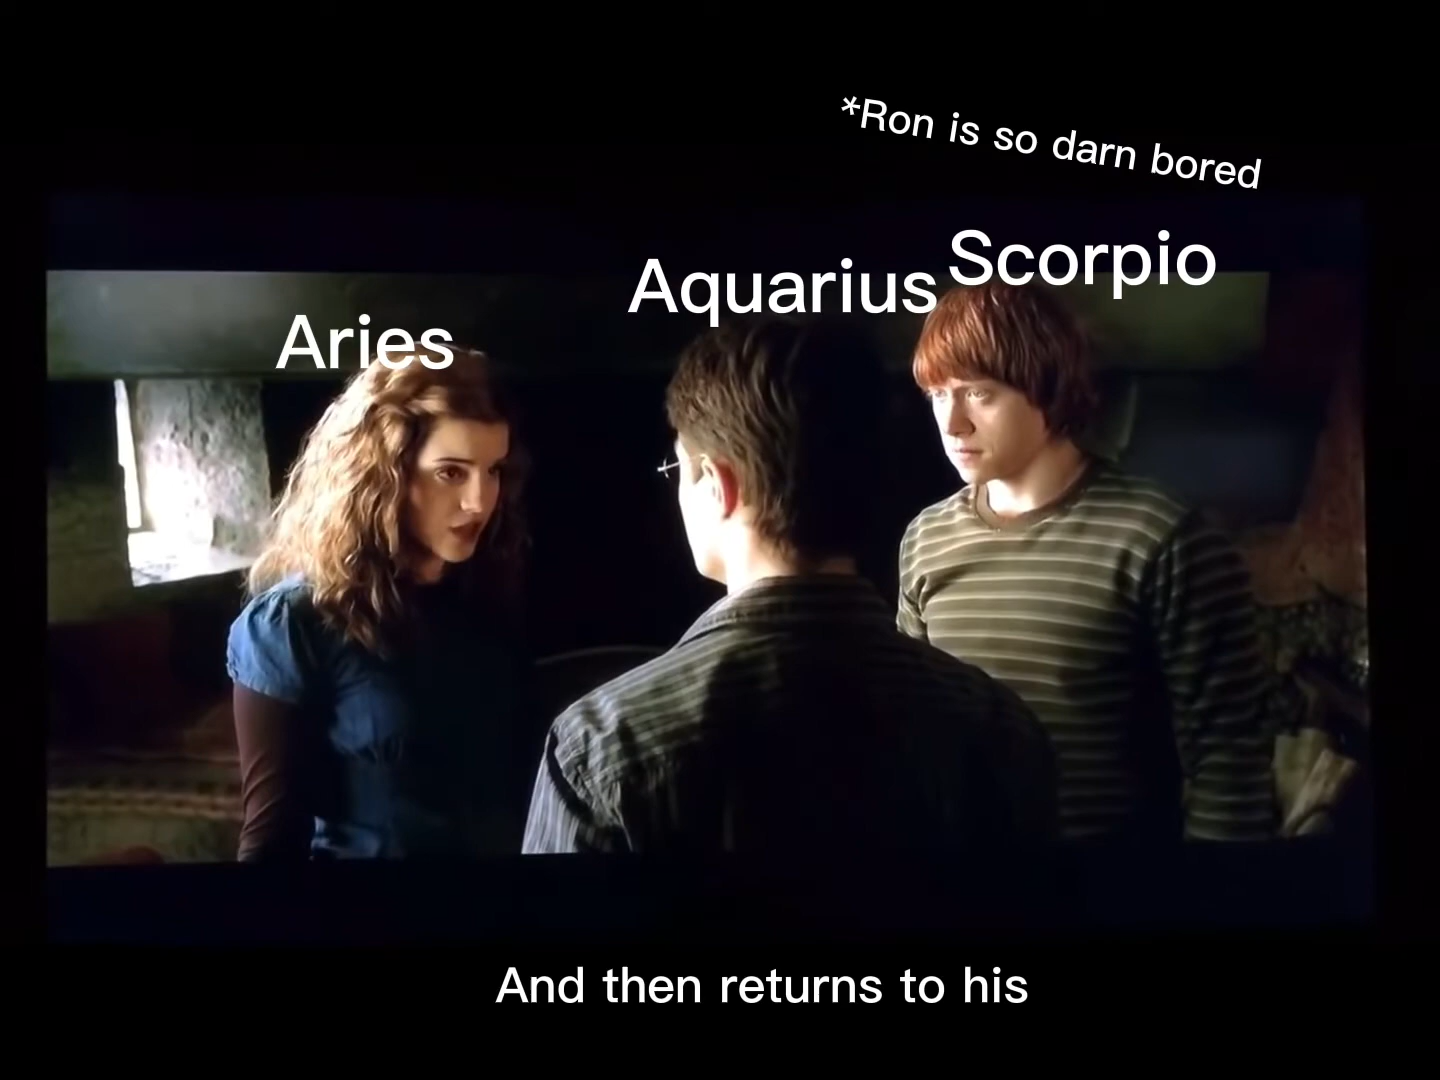 *Ron is so darn bored
Scorpio
Aquarius
Aries
And then returns to his